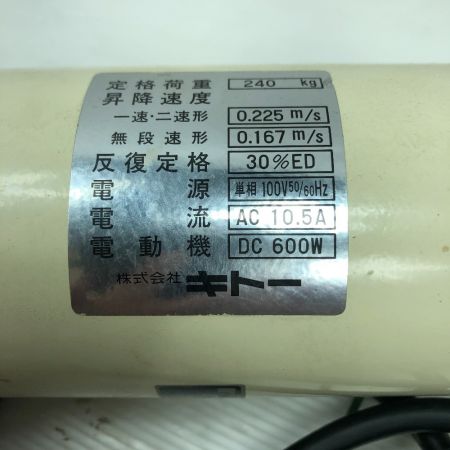 定格荷重 240 kg
昇降速度
一速・二速形 0.225 m/s
無段速形 0.167 m/s
反復定格 30%ED
電源 単相 100V 50/60Hz
電流 AC 10.5A
電動機 DC 600W
株式会社 キトー